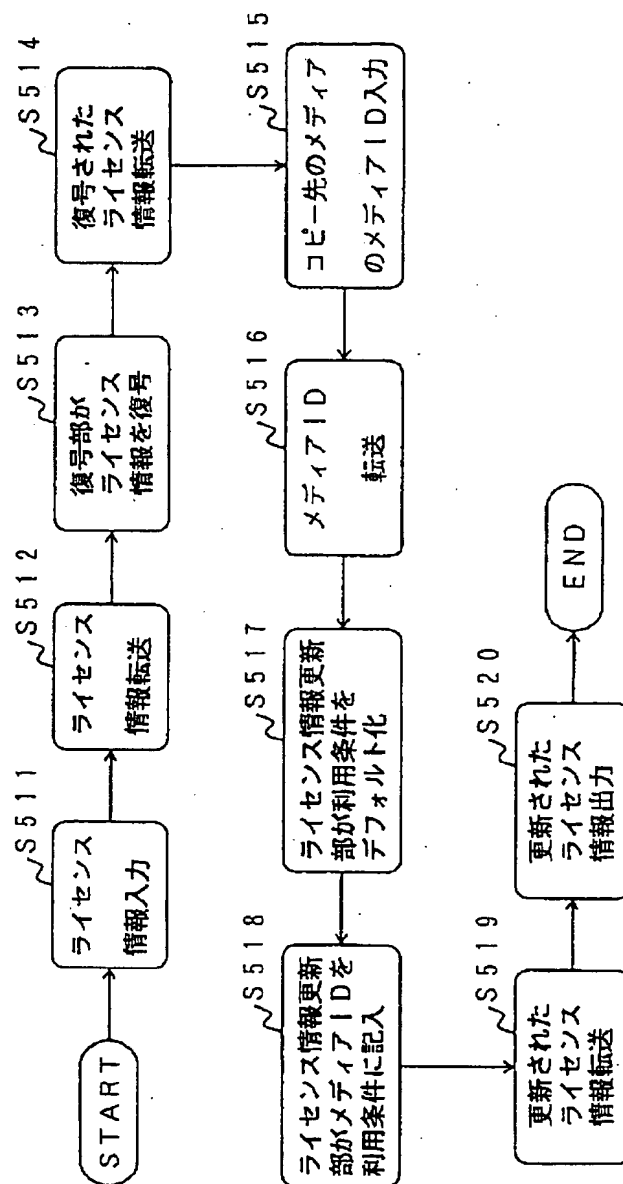 START
S511
ライセンス
情報入力
S512
ライセンス
情報転送
S513
復号部が
ライセンス
情報を復号
S514
復号された
ライセンス
情報転送
S515
コピー先のメディア
のメディアID入力
S516
メディアID
転送
S517
ライセンス情報更新
部が利用条件を
デフォルト化
S518
ライセンス情報更新
部がメディアIDを
利用条件に記入
S519
更新された
ライセンス
情報転送
S520
更新された
ライセンス
情報出力
END